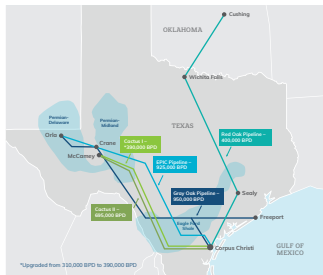 Cushing
OKLAHOMA
Wichita Falls
Permian-
Delaware
Permian-
Midland
TEXAS
Orla
Crane
McCamey
Cactus I –
*390,000 BPD
Red Oak Pipeline –
400,000 BPD
EPIC Pipeline –
925,000 BPD
Gray Oak Pipeline –
950,000 BPD
Cactus II –
685,000 BPD
Sealy
Freeport
Eagle Ford
Shale
Corpus Christi
GULF OF
MEXICO
*Upgraded from 330,000 BPD to 390,000 BPD